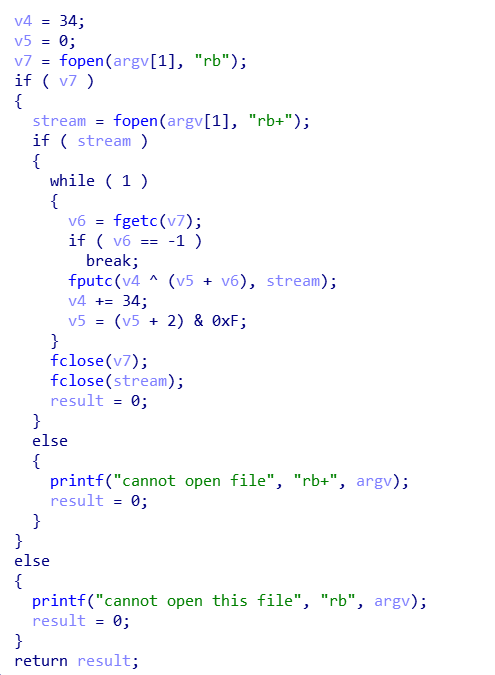 v4 = 34;
v5 = 0;
v7 = fopen(argv[1], "rb");
if ( v7 )
{
  stream = fopen(argv[1], "rb+");
  if ( stream )
  {
    while ( 1 )
    {
      v6 = fgetc(v7);
      if ( v6 == -1 )
        break;
      fputc(v4 ^ (v5 + v6), stream);
      v4 += 34;
      v5 = (v5 + 2) & 0xF;
    }
    fclose(v7);
    fclose(stream);
    result = 0;
  }
  else
  {
    printf("cannot open file", "rb+", argv);
    result = 0;
  }
}
else
{
  printf("cannot open this file", "rb", argv);
  result = 0;
}
return result;